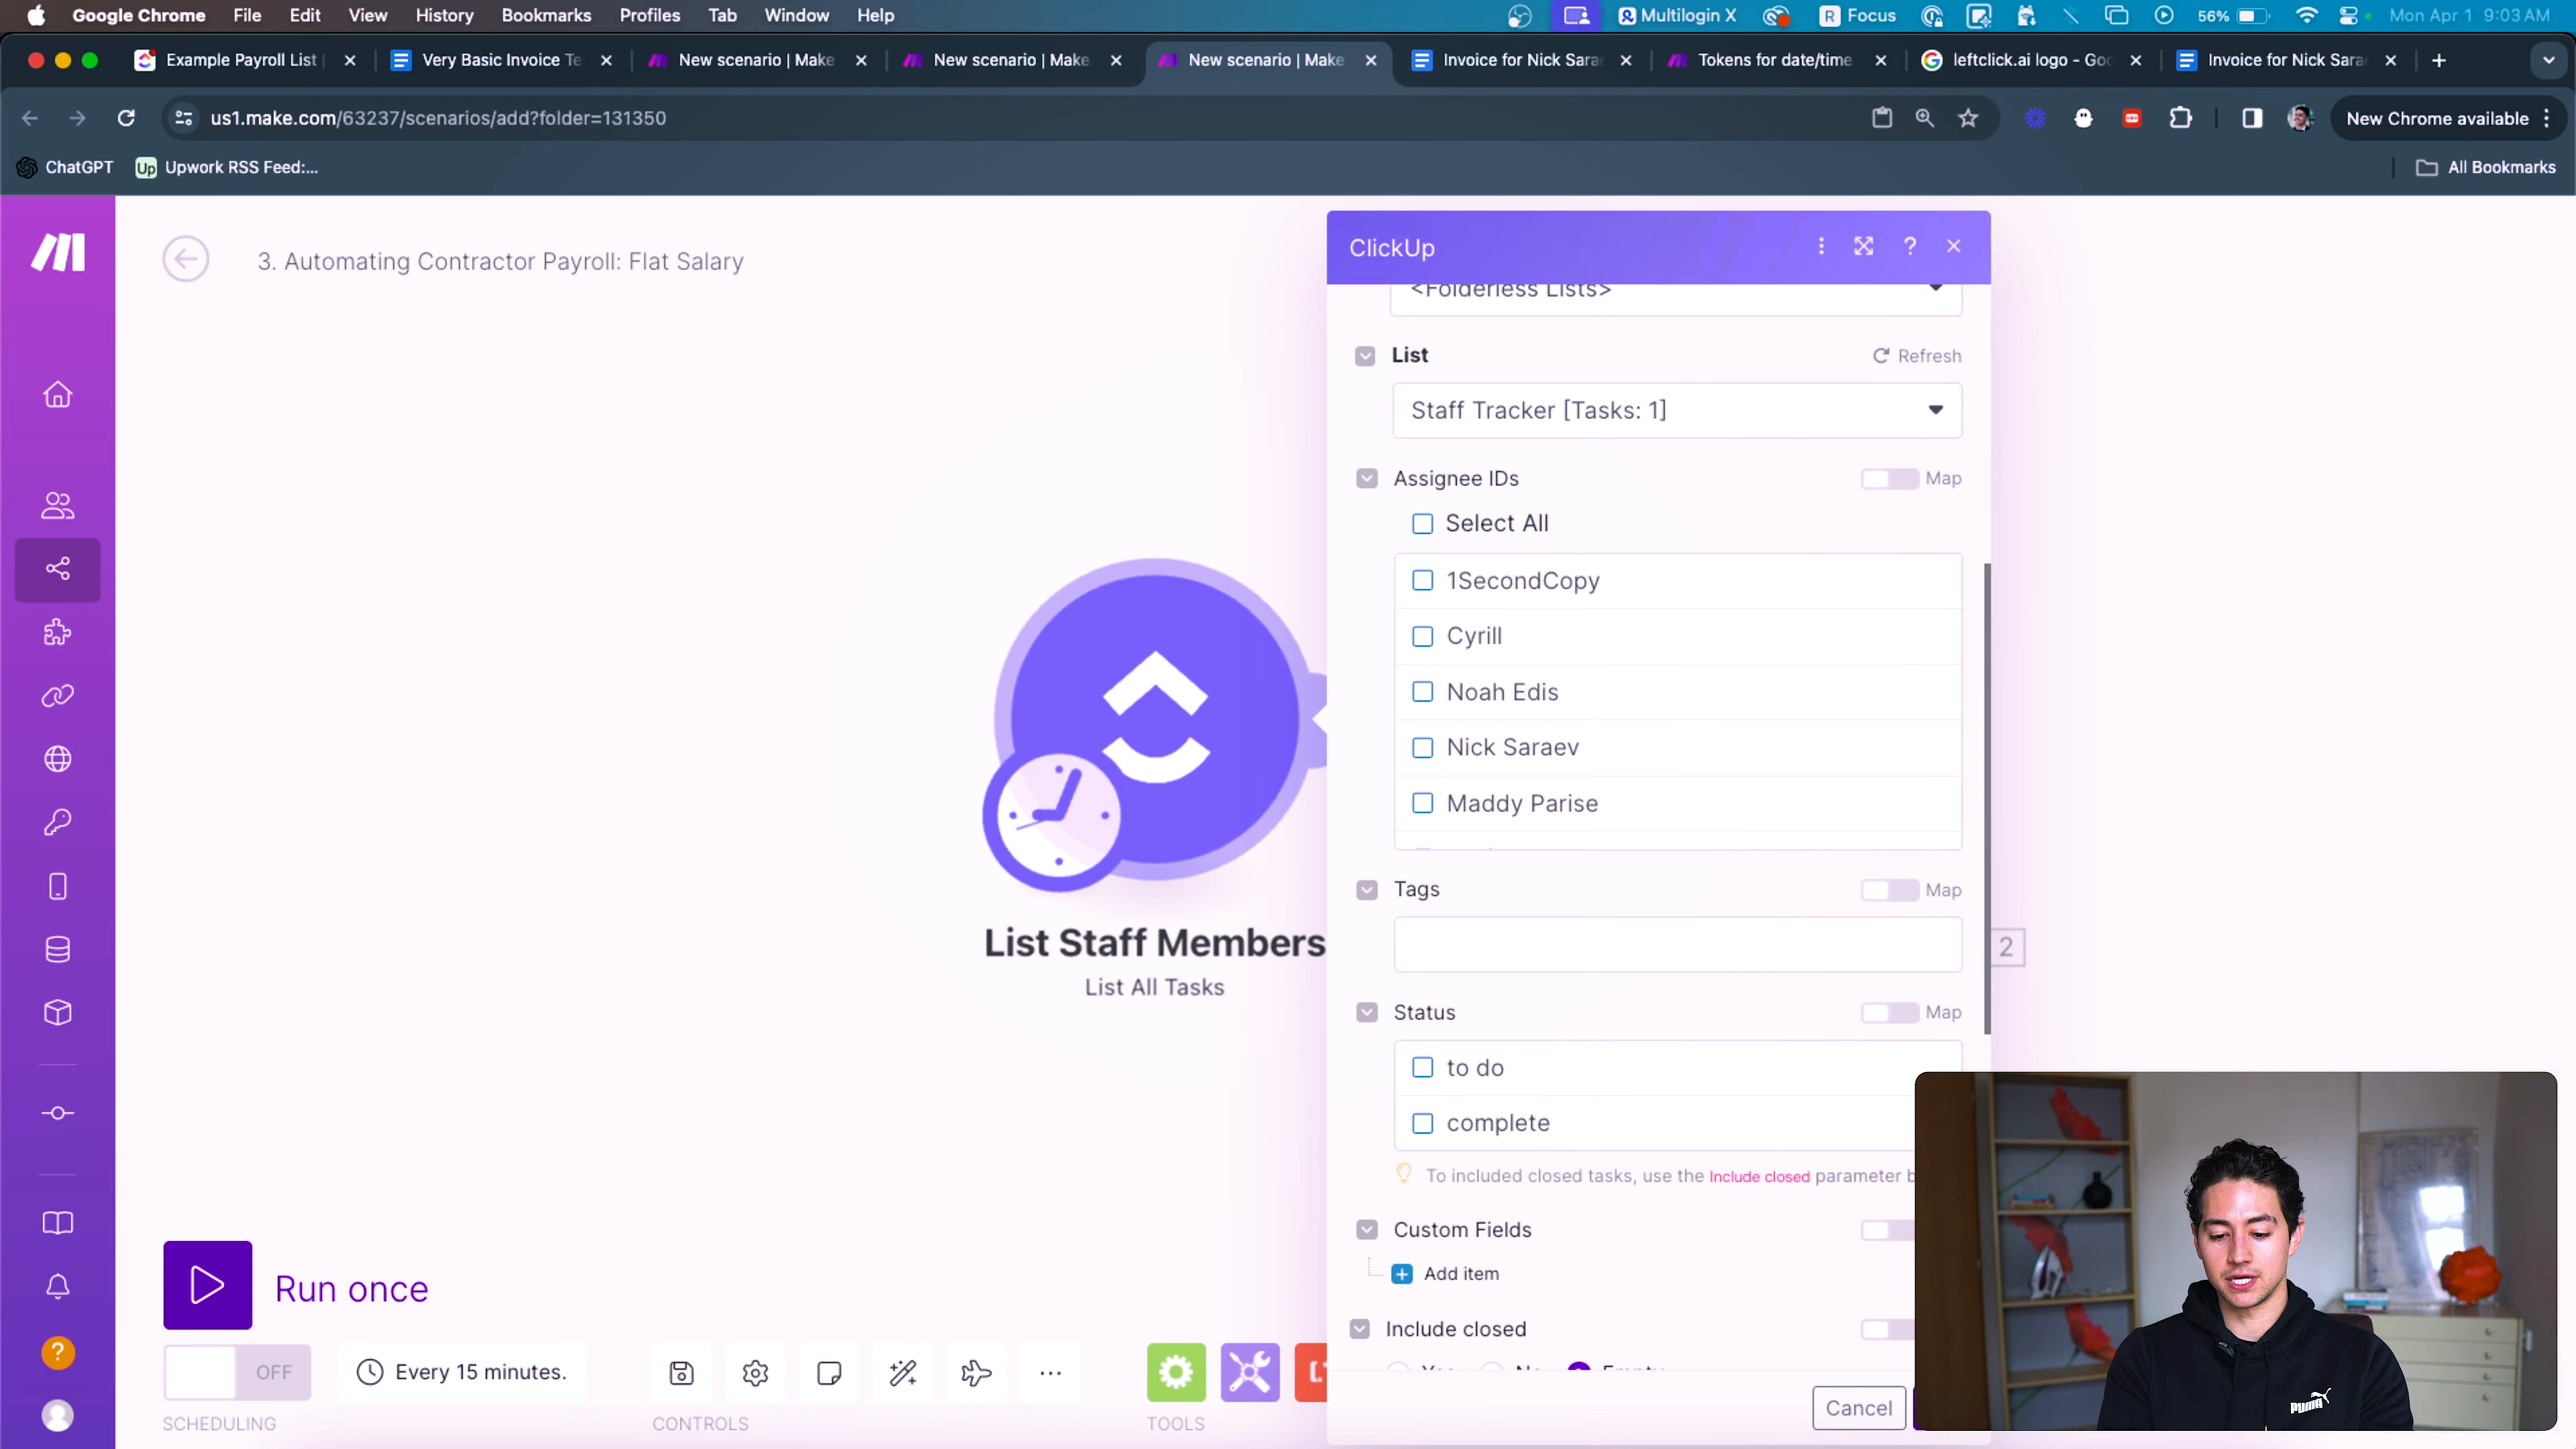 Google Chrome File Edit View History Bookmarks Profiles Tab Window Help Multilogin X R Focus 56% Mon Apr 1 9:03 AM
Example Payroll List Very Basic Invoice Te New scenario | Make New scenario | Make New scenario | Make Invoice for Nick Sara Tokens for date/time leftclick.ai logo - Goo Invoice for Nick Sara
us1.make.com/63237/scenarios/add?folder=131350 New Chrome available
ChatGPT Up Upwork RSS Feed:... All Bookmarks
3. Automating Contractor Payroll: Flat Salary
ClickUp ?
<Folderless Lists>
List Refresh
Staff Tracker [Tasks: 1]
Assignee IDs Map
Select All
1SecondCopy
Cyrill
Noah Edis
Nick Saraev
Maddy Parise
Tags Map
List Staff Members
2
List All Tasks
Status Map
to do
complete
To included closed tasks, use the Include closed parameter b
Custom Fields
Add item
Run once
Include closed
Yes No Empty
? OFF Every 15 minutes. ...
Cancel
SCHEDULING CONTROLS TOOLS
PUMA